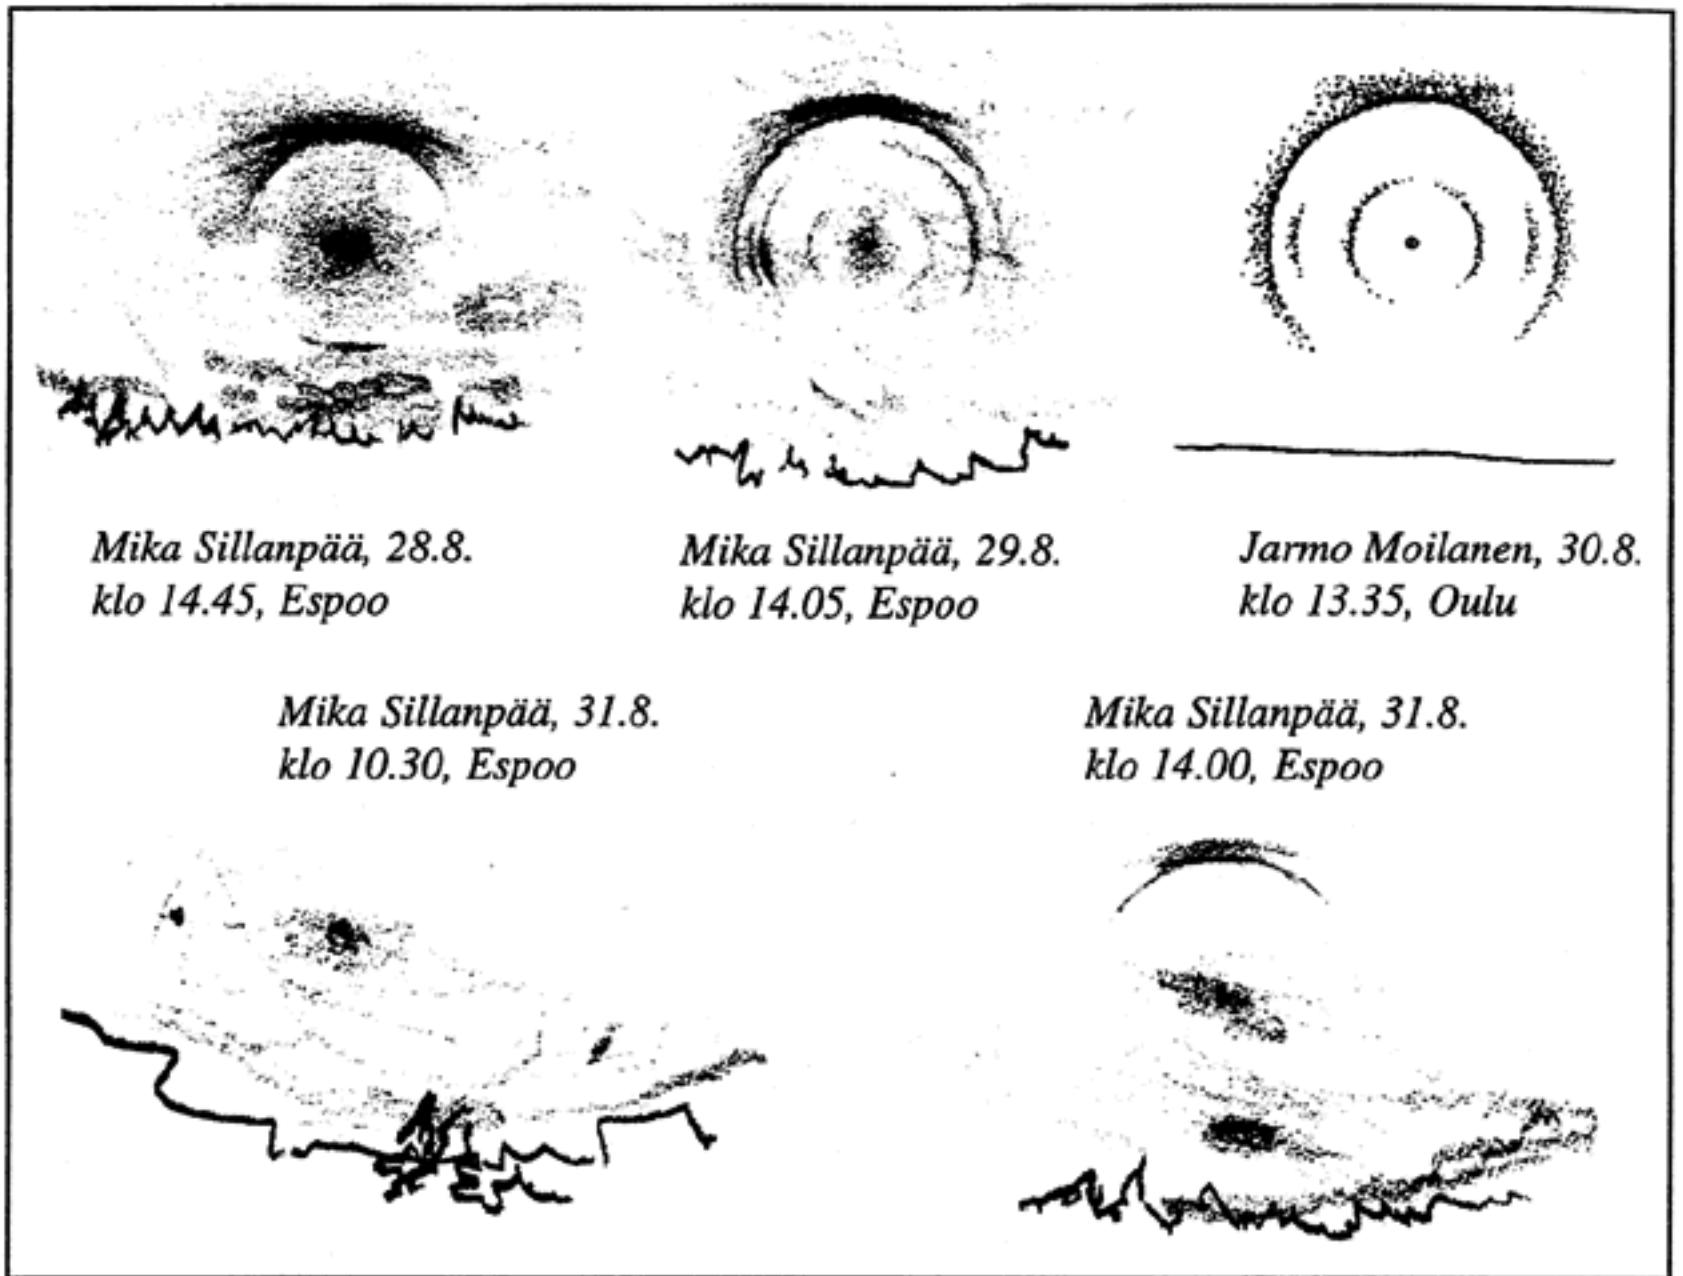 Mika Sillanpää, 28.8.
klo 14.45, Espoo
Mika Sillanpää, 29.8.
klo 14.05, Espoo
Jarmo Moilanen, 30.8.
klo 13.35, Oulu
Mika Sillanpää, 31.8.
klo 10.30, Espoo
Mika Sillanpää, 31.8.
klo 14.00, Espoo